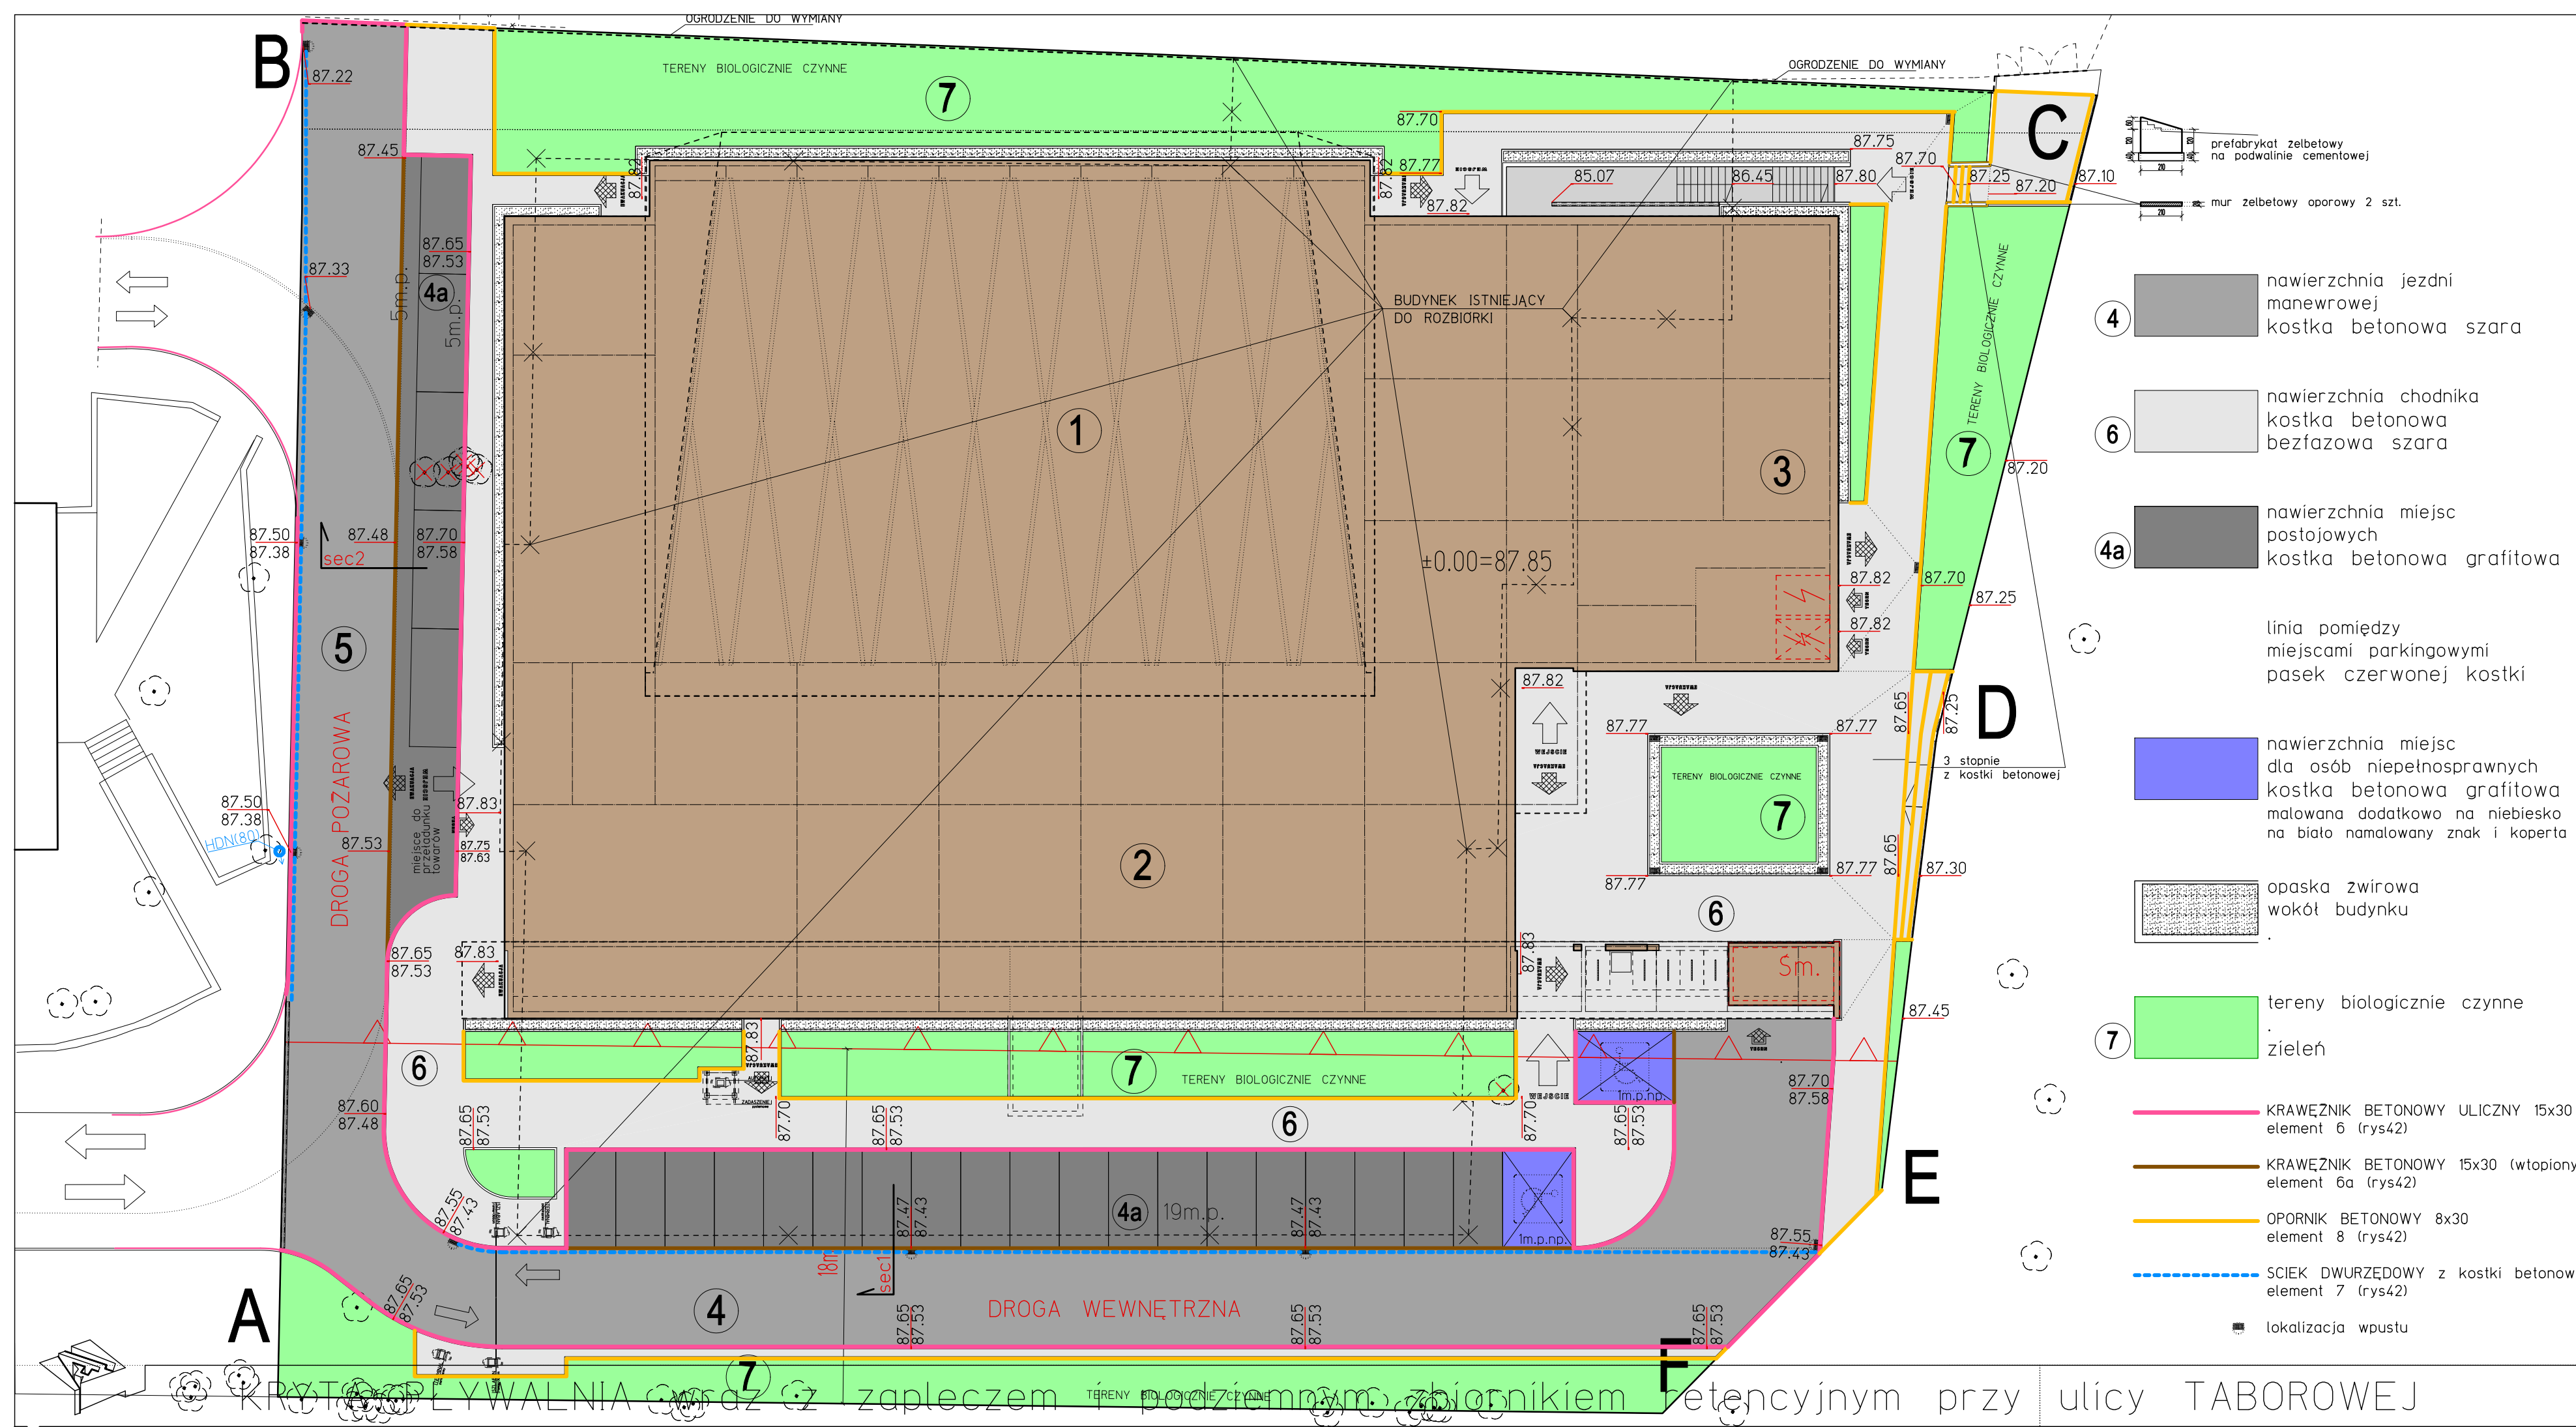 OGRODZENIE DO WYMIANY
B
87.22
TERENY BIOLOGICZNIE CZYNNE
7
OGRODZENIE DO WYMIANY
C
87.70
87.45
87.82
87.82
87.77
WEJSCIE
87.75
87.70
85.07
86.45
87.80
87.25
87.20
87.10
87.82
prefabrykat żelbetowy
na podwalinie cementowej
210
mur żelbetowy oporowy 2 szt.
210
87.65
87.53
87.33
4a
5m.p.
5m.p.
BUDYNEK ISTNIEJĄCY
DO ROZBIÓRKI
TERENY BIOLOGICZNIE CZYNNE
7
87.20
1
3
±0.00=87.85
87.50
87.38
87.48
87.70
87.58
sec2
87.82
87.70
87.25
87.82
5
DROGA POŻAROWA
87.82
87.65
87.25
D
87.77
87.77
WEJSCIE
TERENY BIOLOGICZNIE CZYNNE
7
3 stopnie
z kostki betonowej
87.50
87.38
HDN(80)
WEJSCIE
87.83
miejsce do
przeładunku
towarów
87.53
87.75
87.63
2
87.65
87.30
87.77
87.77
6
87.65
87.53
87.83
87.83
Śm.
87.45
6
87.83
7
TERENY BIOLOGICZNIE CZYNNE
WEJSCIE
1m.p.np.
87.70
87.58
87.60
87.48
87.65
87.53
ZADASZENIE
87.70
87.65
87.53
6
87.70
87.65
87.53
E
87.55
87.43
4a
19m.p.
87.47
87.43
87.47
87.43
1m.p.np.
87.55
87.43
18m
sec1
A
87.65
87.53
4
DROGA WEWNĘTRZNA
87.65
87.53
87.65
87.53
87.65
87.53
F
7
TERENY BIOLOGICZNIE CZYNNE
KRYTA PŁYWALNIA wraz z zapleczem i podziemnym zbiornikiem retencyjnym przy ulicy TABOROWEJ
4
nawierzchnia jezdni
manewrowej
kostka betonowa szara
6
nawierzchnia chodnika
kostka betonowa
bezfazowa szara
4a
nawierzchnia miejsc
postojowych
kostka betonowa grafitowa
linia pomiędzy
miejscami parkingowymi
pasek czerwonej kostki
nawierzchnia miejsc
dla osób niepełnosprawnych
kostka betonowa grafitowa
malowana dodatkowo na niebiesko
na biało namalowany znak i koperta
opaska żwirowa
wokół budynku
.
7
tereny biologicznie czynne
.
zieleń
KRAWĘŻNIK BETONOWY ULICZNY 15x30
element 6 (rys42)
KRAWĘŻNIK BETONOWY 15x30 (wtopiony
element 6a (rys42)
OPORNIK BETONOWY 8x30
element 8 (rys42)
SCIEK DWURZĘDOWY z kostki betonow
element 7 (rys42)
lokalizacja wpustu